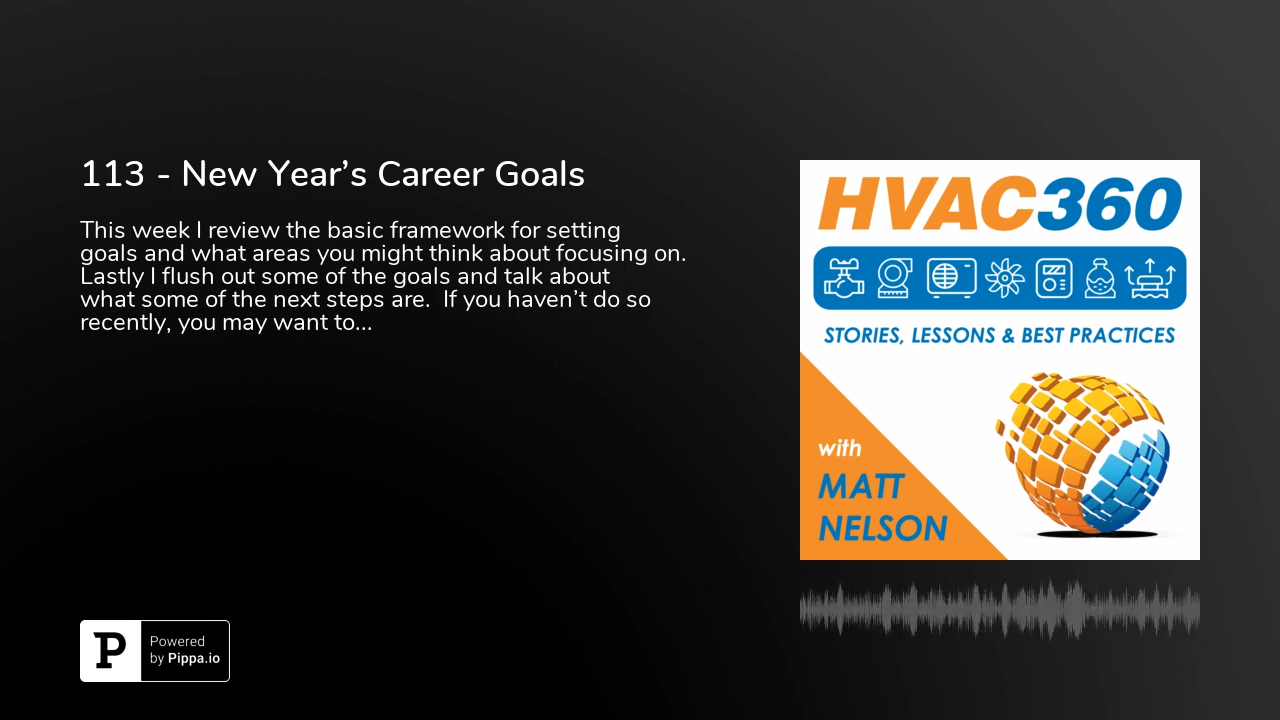 113 - New Year’s Career Goals
This week I review the basic framework for setting
goals and what areas you might think about focusing on.
Lastly I flush out some of the goals and talk about
what some of the next steps are.  If you haven’t do so
recently, you may want to...
HVAC360
STORIES, LESSONS & BEST PRACTICES
with
MATT
NELSON
P
Powered
by Pippa.io